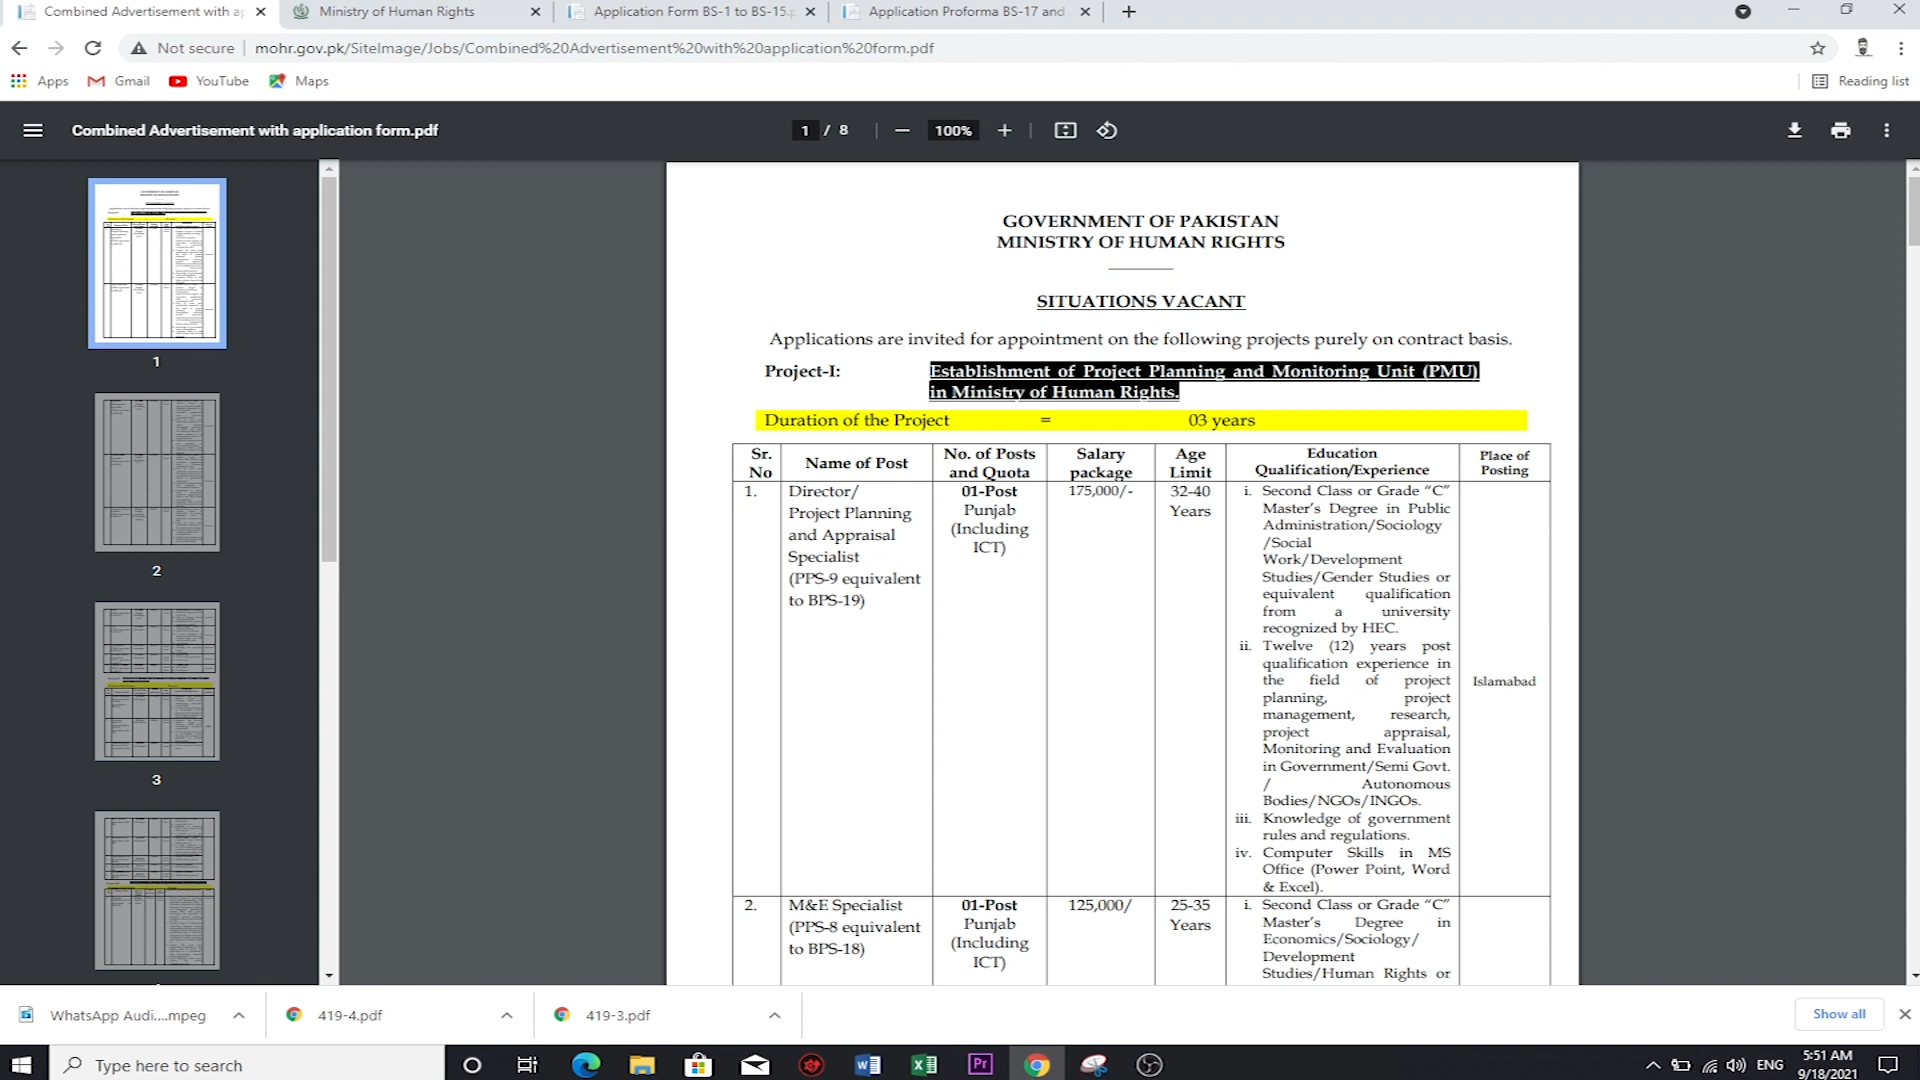 Combined Advertisement with ap
Ministry of Human Rights
Application Form BS-1 to BS-15.p
Application Proforma BS-17 and
Not secure
mohr.gov.pk/SiteImage/Jobs/Combined%20Advertisement%20with%20application%20form.pdf
Apps
Gmail
YouTube
Maps
Reading list
Combined Advertisement with application form.pdf
1 / 8
100%
1
2
3
GOVERNMENT OF PAKISTAN
MINISTRY OF HUMAN RIGHTS
SITUATIONS VACANT
Applications are invited for appointment on the following projects purely on contract basis.
Project-I: Establishment of Project Planning and Monitoring Unit (PMU)
in Ministry of Human Rights.
Duration of the Project = 03 years
Sr. No
Name of Post
No. of Posts and Quota
Salary package
Age Limit
Education Qualification/Experience
Place of Posting
1.
Director/
Project Planning
and Appraisal
Specialist
(PPS-9 equivalent
to BPS-19)
01-Post
Punjab
(Including
ICT)
175,000/-
32-40
Years
i. Second Class or Grade “C”
Master’s Degree in Public
Administration/Sociology
/Social
Work/Development
Studies/Gender Studies or
equivalent qualification
from a university
recognized by HEC.
ii. Twelve (12) years post
qualification experience in
the field of project
planning, project
management, research,
project appraisal,
Monitoring and Evaluation
in Government/Semi Govt.
/ Autonomous
Bodies/NGOs/INGOs.
iii. Knowledge of government
rules and regulations.
iv. Computer Skills in MS
Office (Power Point, Word
& Excel).
Islamabad
2.
M&E Specialist
(PPS-8 equivalent
to BPS-18)
01-Post
Punjab
(Including
ICT)
125,000/
25-35
Years
i. Second Class or Grade “C”
Master’s Degree in
Economics/Sociology/
Development
Studies/Human Rights or
WhatsApp Audi....mpeg
419-4.pdf
419-3.pdf
Show all
Type here to search
ENG
5:51 AM
9/18/2021